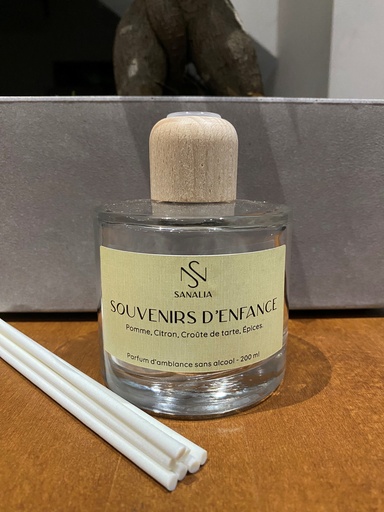 SN
SANALIA
SOUVENIRS D'ENFANCE
Pomme, Citron, Croûte de tarte, Épices.
Parfum d'ambiance sans alcool - 200 ml